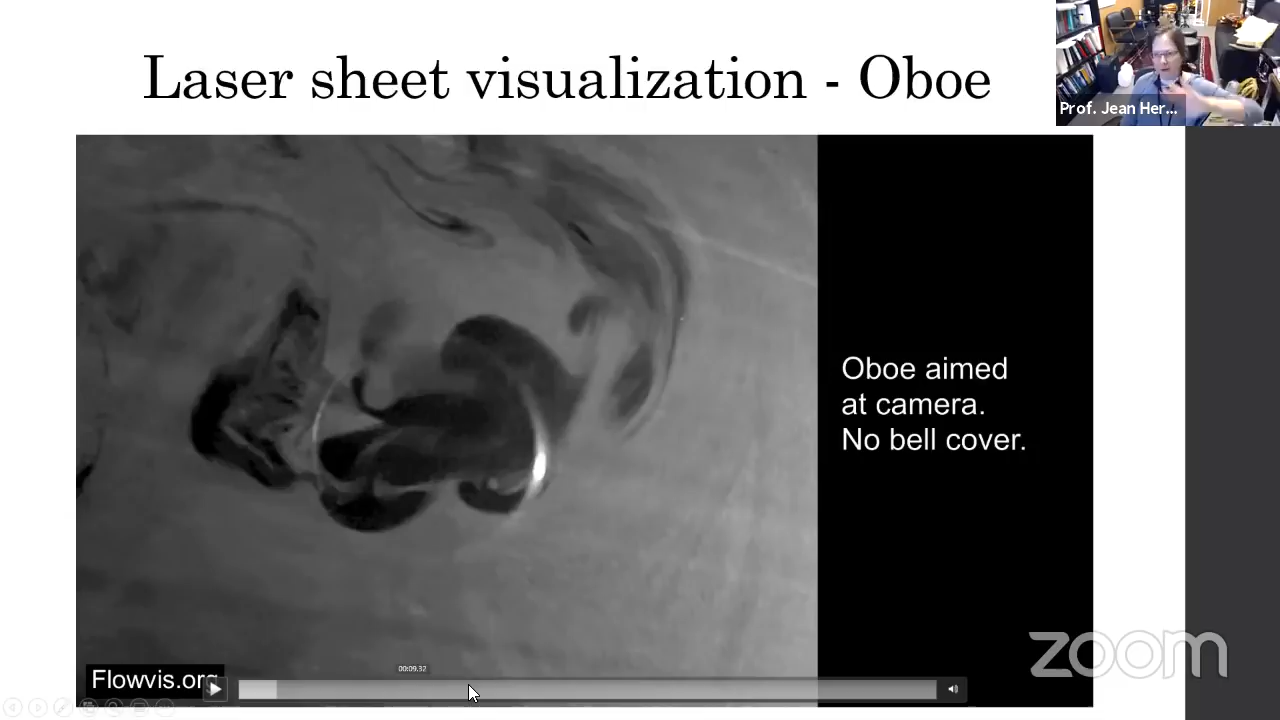 Laser sheet visualization - Oboe
Prof. Jean Her...
Oboe aimed
at camera.
No bell cover.
zoom
Flowvis.org
00:09.32